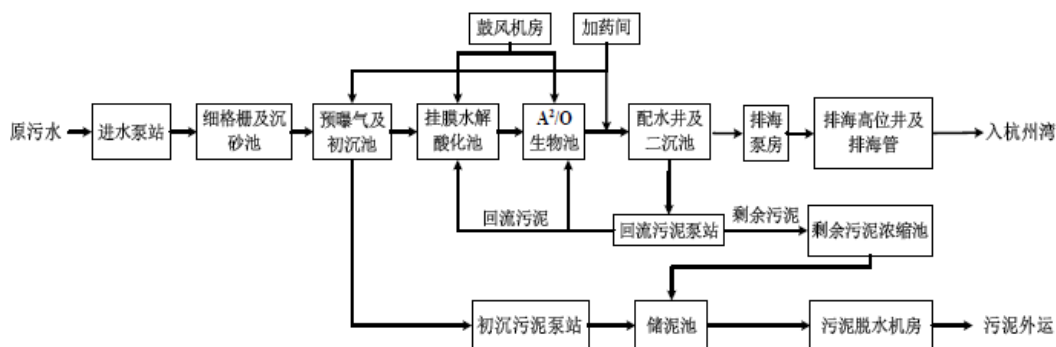 鼓风机房
加药间
原污水
进水泵站
细格栅及沉
砂池
预曝气及
初沉池
挂膜水解
酸化池
A²/O
生物池
配水井及
二沉池
排海
泵房
排海高位井及
排海管
入杭州湾
回流污泥
回流污泥泵站
剩余污泥
剩余污泥浓缩池
初沉污泥泵站
储泥池
污泥脱水机房
污泥外运